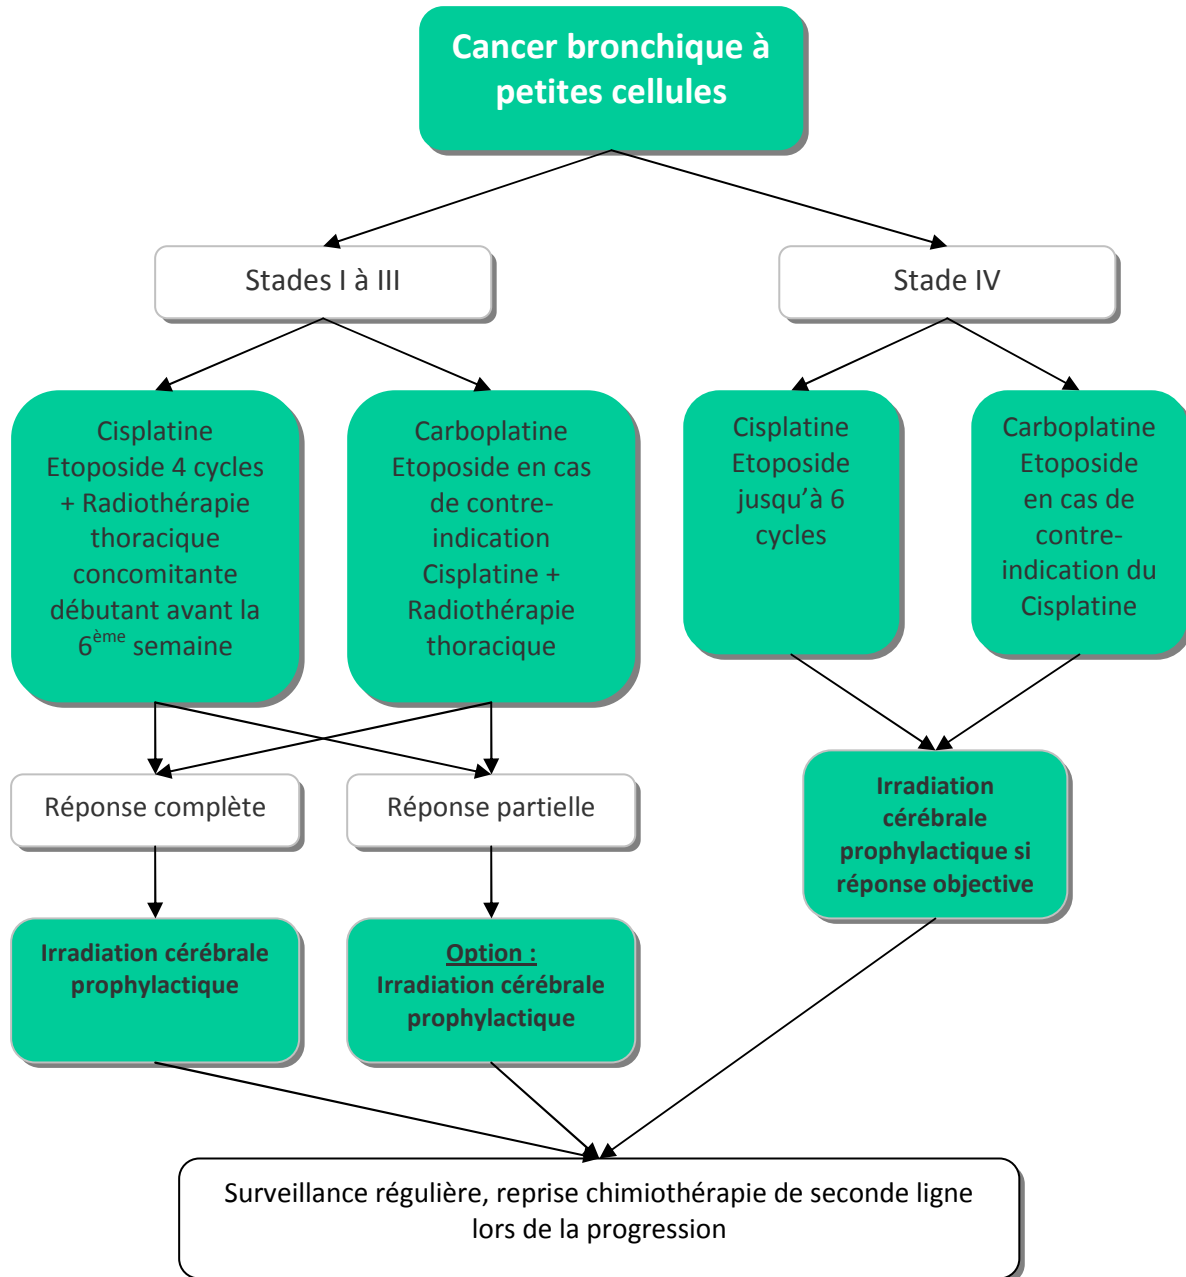 Cancer bronchique à
petites cellules
Stades I à III
Stade IV
Cisplatine
Etoposide 4 cycles
+ Radiothérapie
thoracique
concomitante
débutant avant la
6ème semaine
Carboplatine
Etoposide en cas
de contre-
indication
Cisplatine +
Radiothérapie
thoracique
Cisplatine
Etoposide
jusqu’à 6
cycles
Carboplatine
Etoposide
en cas de
contre-
indication du
Cisplatine
Réponse complète
Réponse partielle
Irradiation
cérébrale
prophylactique si
réponse objective
Irradiation cérébrale
prophylactique
Option :
Irradiation cérébrale
prophylactique
Surveillance régulière, reprise chimiothérapie de seconde ligne
lors de la progression